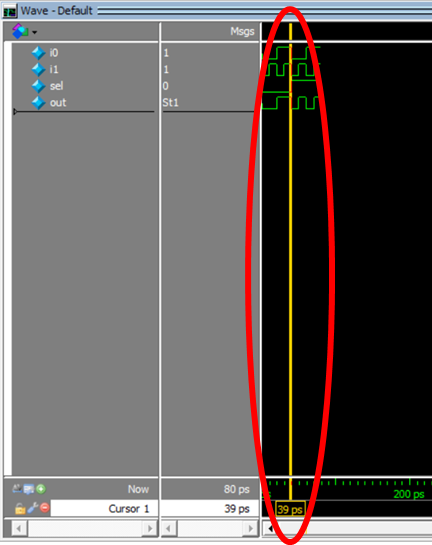 Wave - Default
Msgs
i0 1
i1 1
sel 0
out St1
Now 80 ps 200 ps
Cursor 1 39 ps 39 ps